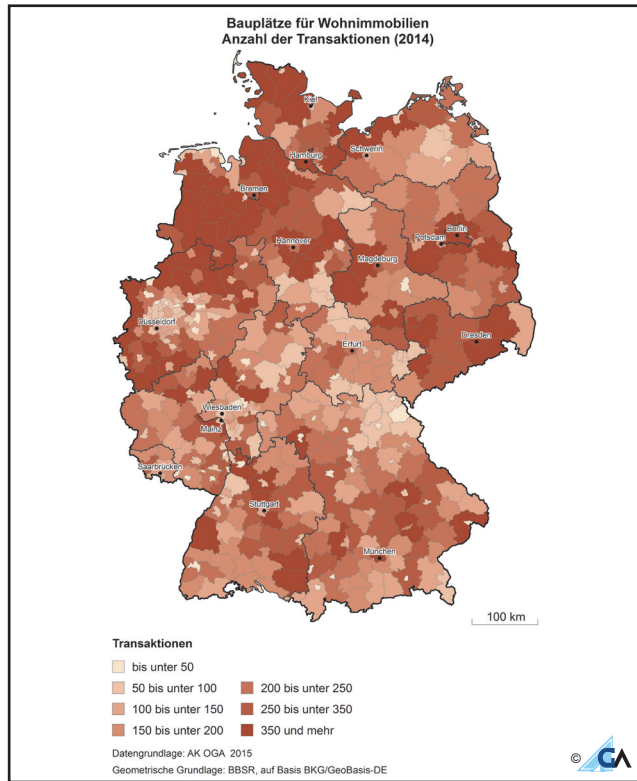 Bauplätze für Wohnimmobilien
Anzahl der Transaktionen (2014)
Kiel
Hamburg
Schwerin
Bremen
Berlin
Potsdam
Hannover
Magdeburg
Düsseldorf
Dresden
Erfurt
Wiesbaden
Mainz
Saarbrücken
Stuttgart
München
100 km
Transaktionen
bis unter 50
50 bis unter 100
200 bis unter 250
100 bis unter 150
250 bis unter 350
150 bis unter 200
350 und mehr
Datengrundlage: AK OGA 2015
Geometrische Grundlage: BBSR, auf Basis BKG/GeoBasis-DE
© GA